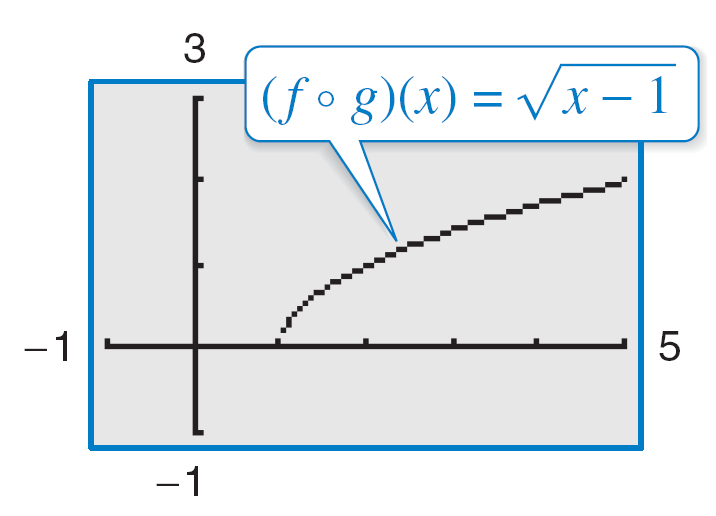 3
(f ∘ g)(x) = √(x − 1)
−1
5
−1